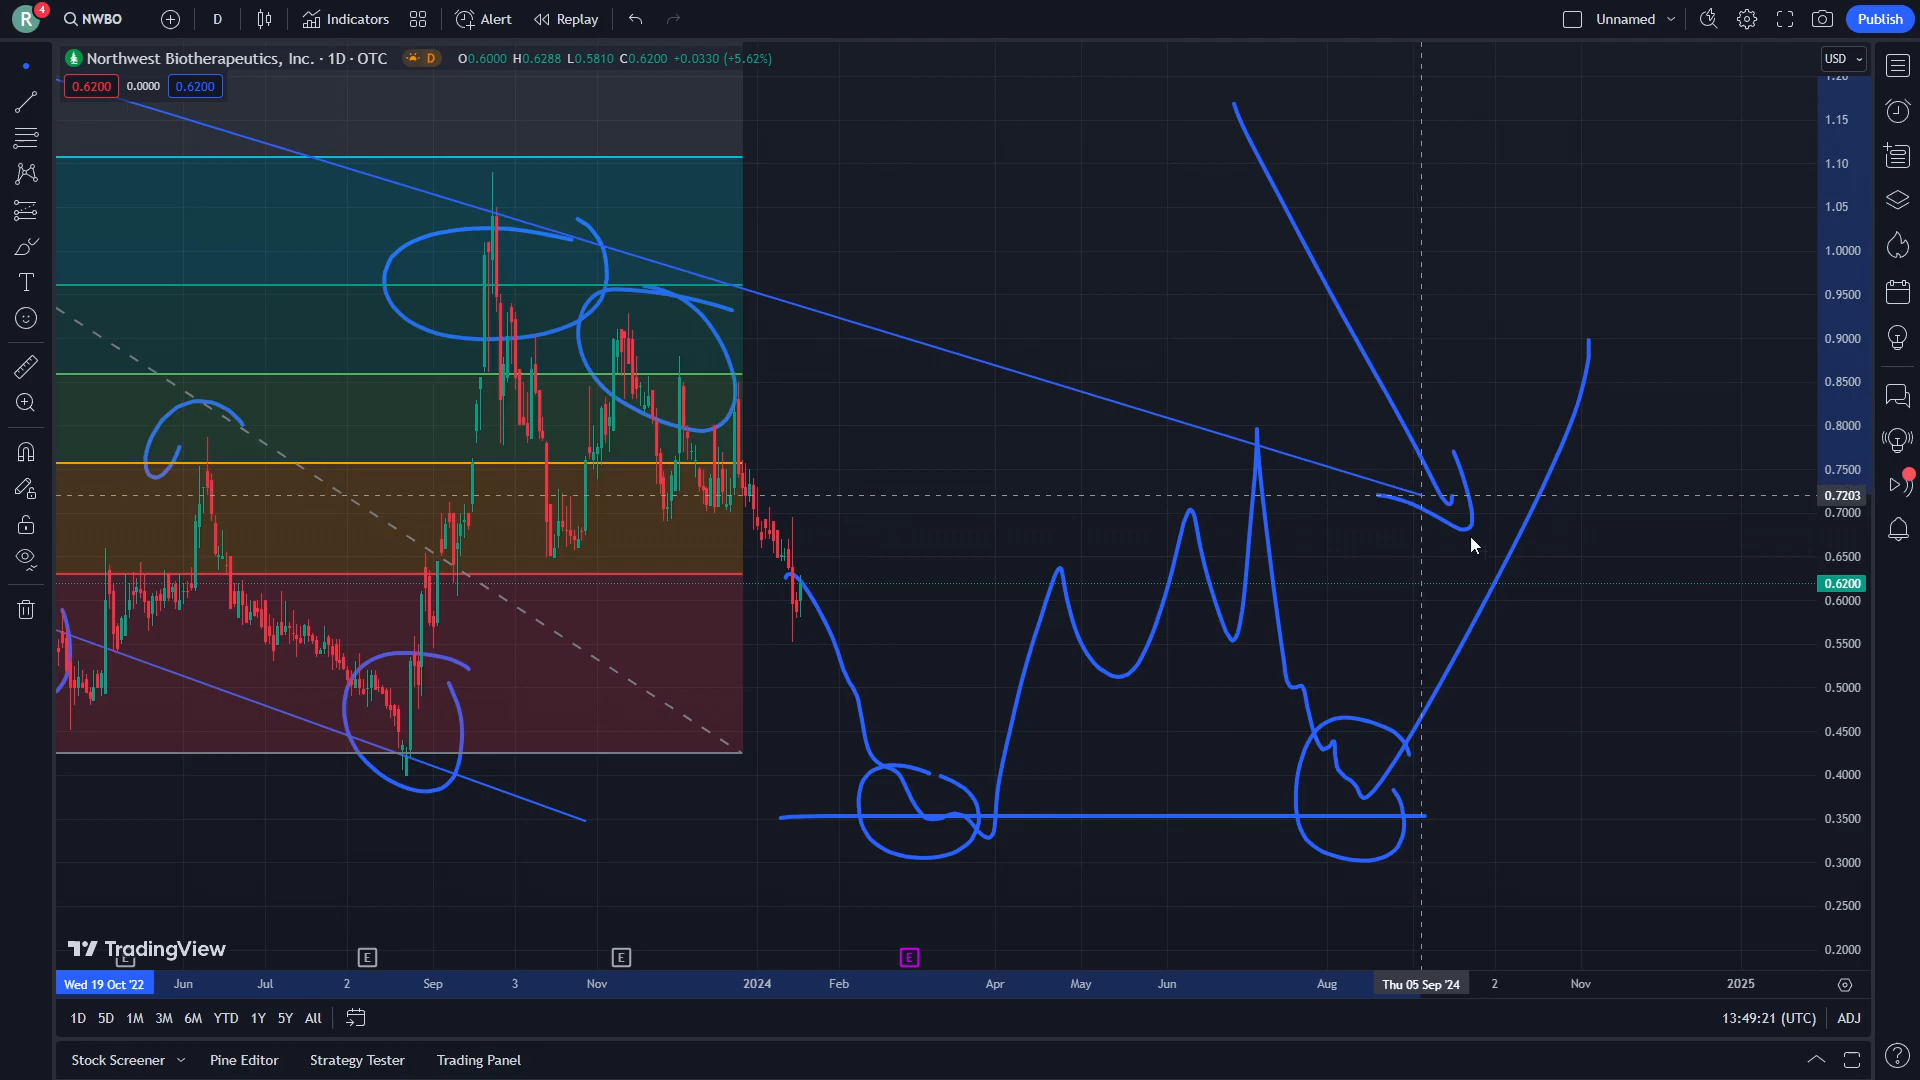 R 4 NWBO D Indicators Alert Replay Unnamed Publish
Northwest Biotherapeutics, Inc. · 1D · OTC D O0.6000 H0.6288 L0.5810 C0.6200 +0.0330 (+5.62%)
USD
0.6200 0.0000 0.6200
1.20
1.15
1.10
1.05
1.0000
0.9500
0.9000
0.8500
0.8000
0.7500
0.7203
0.7000
0.6500
0.6200
0.6000
0.5500
0.5000
0.4500
0.4000
0.3500
0.3000
0.2500
0.2000
TradingView
E E E E
Wed 19 Oct '22 Jun Jul 2 Sep 3 Nov 2024 Feb Apr May Jun Aug Thu 05 Sep '24 2 Nov 2025
1D 5D 1M 3M 6M YTD 1Y 5Y All 13:49:21 (UTC) ADJ
Stock Screener Pine Editor Strategy Tester Trading Panel